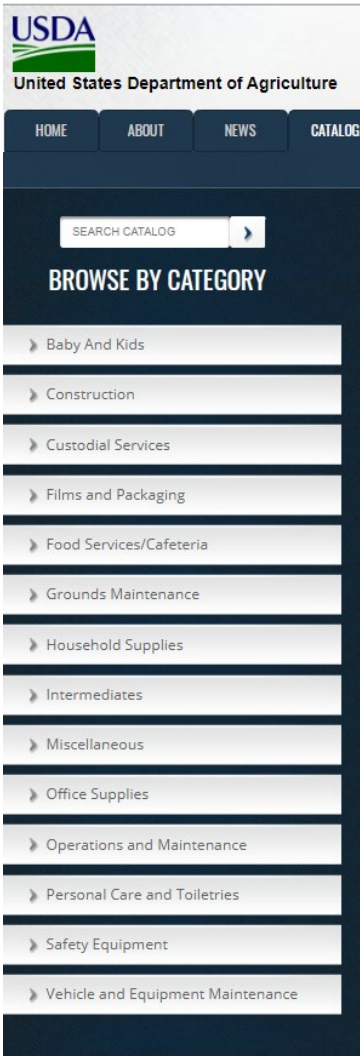 USDA
United States Department of Agriculture
HOME ABOUT NEWS CATALOG
SEARCH CATALOG
BROWSE BY CATEGORY
Baby And Kids
Construction
Custodial Services
Films and Packaging
Food Services/Cafeteria
Grounds Maintenance
Household Supplies
Intermediates
Miscellaneous
Office Supplies
Operations and Maintenance
Personal Care and Toiletries
Safety Equipment
Vehicle and Equipment Maintenance